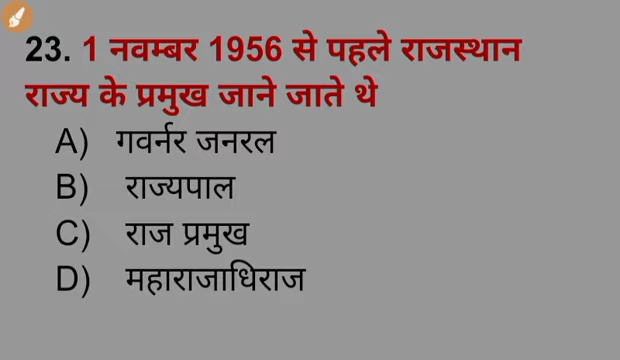 23. 1 नवम्बर 1956 से पहले राजस्थान
राज्य के प्रमुख जाने जाते थे
A) गवर्नर जनरल
B) राज्यपाल
C) राज प्रमुख
D) महाराजाधिराज